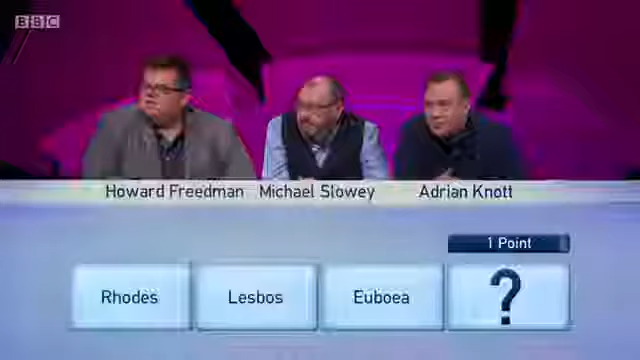 BBC
Howard Freedman
Michael Slowey
Adrian Knott
1 Point
Rhodes
Lesbos
Euboea
?